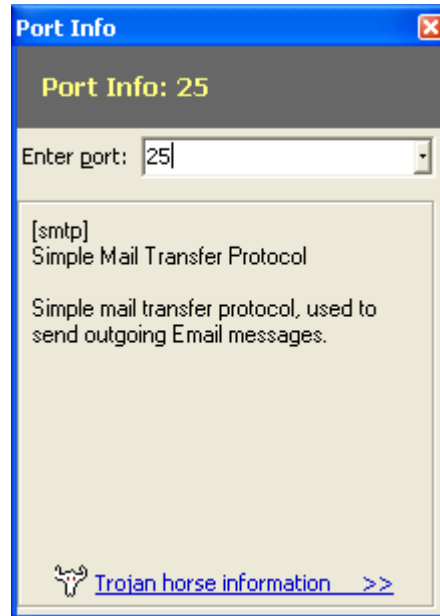 Port Info
Port Info: 25
Enter port: 25
[smtp]
Simple Mail Transfer Protocol
Simple mail transfer protocol, used to
send outgoing Email messages.
Trojan horse information >>